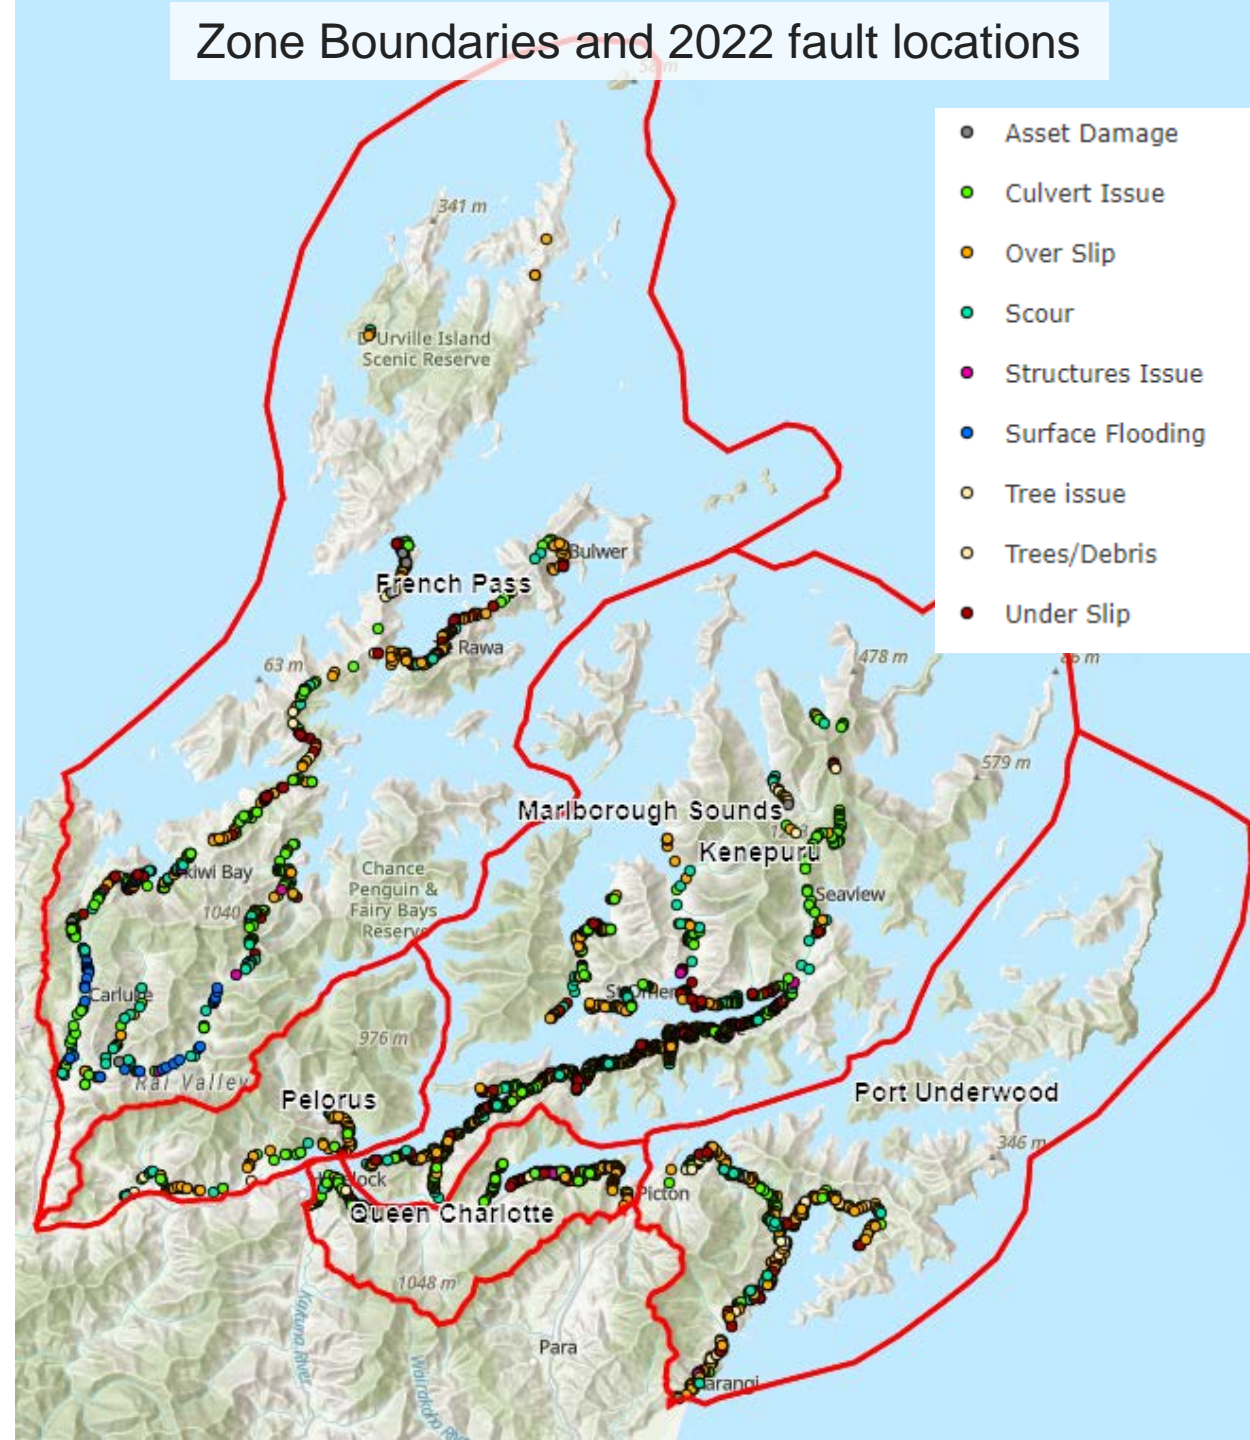 Zone Boundaries and 2022 fault locations
Asset Damage
Culvert Issue
Over Slip
Scour
Structures Issue
Surface Flooding
Tree issue
Trees/Debris
Under Slip
341 m
Urville Island
Scenic Reserve
Bulwer
French Pass
Rawa
63 m
478 m
579 m
Marlborough Sounds
Kenepuru
kiwi Bay
Chance
Penguin &
Fairy Bays
Reserve
Seaview
1040
976 m
Rai Valley
Pelorus
Port Underwood
346 m
Picton
Queen Charlotte
1048 m
Kaituna River
Para
arangi